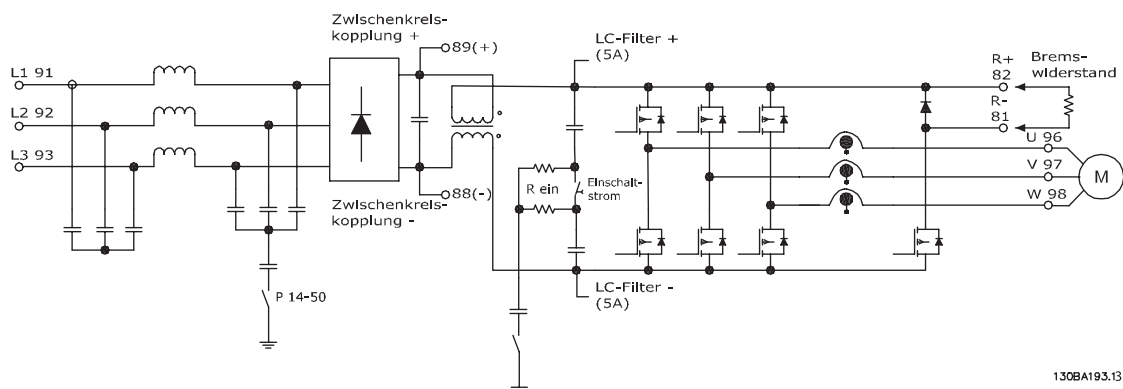 Zwischenkreis-
kopplung +
89(+)
LC-Filter +
(5A)
R+
82
Brems-
widerstand
L1 91
L2 92
L3 93
R-
81
U 96
V 97
W 98
M
R ein
Einschalt-
strom
88(-)
Zwischenkreis-
kopplung -
P 14-50
LC-Filter -
(5A)
130BA193.13